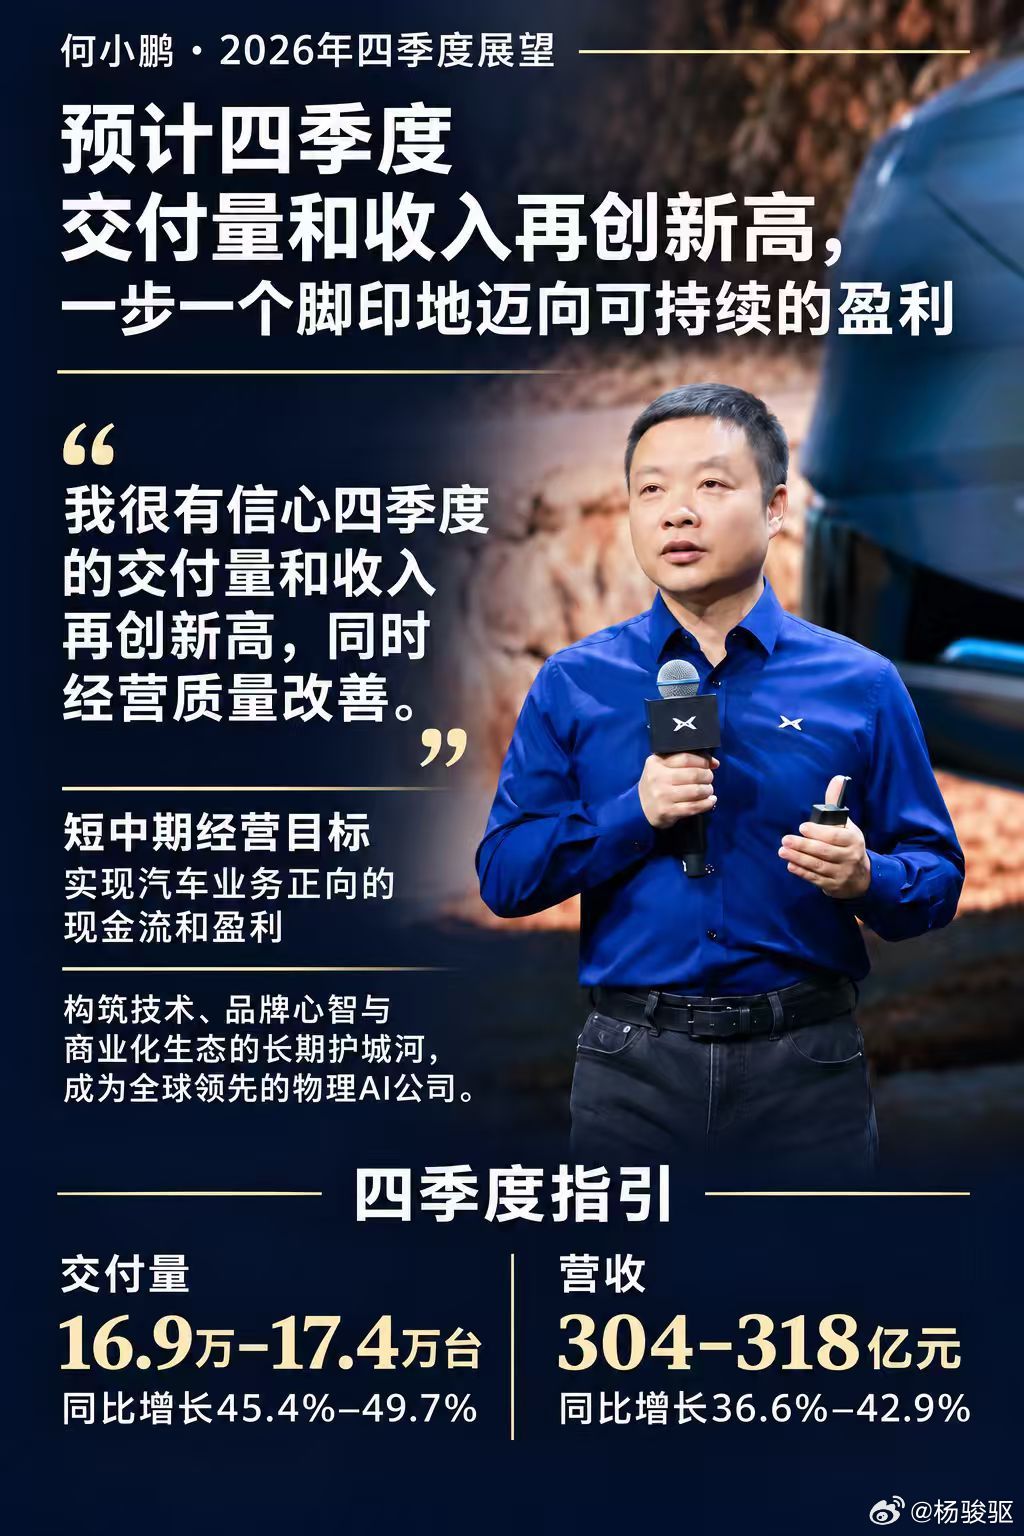 何小鹏·2026年四季度展望
预计四季度
交付量和收入再创新高，
一步一个脚印地迈向可持续的盈利
“
我很有信心四季度
的交付量和收入
再创新高，同时
经营质量改善。
”
短中期经营目标
实现汽车业务正向的
现金流和盈利
构筑技术、品牌心智与
商业化生态的长期护城河，
成为全球领先的物理AI公司。
四季度指引
交付量
16.9万–17.4万台
同比增长45.4%–49.7%
营收
304–318亿元
同比增长36.6%–42.9%
@杨骏驱